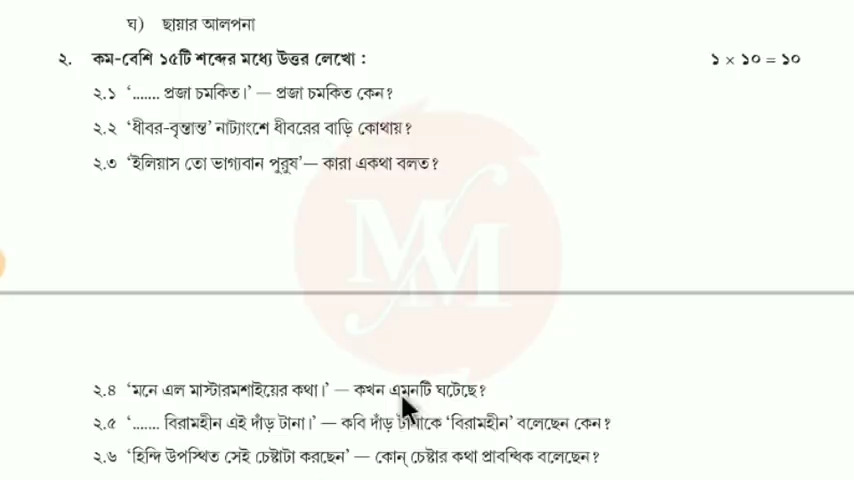 ঘ) ছায়ার আলপনা
২. কম-বেশি ১৫টি শব্দের মধ্যে উত্তর লেখো : ১ × ১০ = ১০
২.১ ‘....... প্রজা চমকিত।’ — প্রজা চমকিত কেন?
২.২ ‘ধীবর-বৃত্তান্ত’ নাট্যাংশে ধীবরের বাড়ি কোথায়?
২.৩ ‘ইলিয়াস তো ভাগ্যবান পুরুষ’— কারা একথা বলত?
MM
২.৪ ‘মনে এল মাস্টারমশাইয়ের কথা।’ — কখন এমনটি ঘটেছে?
২.৫ ‘....... বিরামহীন এই দাঁড় টানা।’ — কবি দাঁড় টানাকে ‘বিরামহীন’ বলেছেন কেন?
২.৬ ‘হিন্দি উপস্থিত সেই চেষ্টাটা করছেন’ — কোন্ চেষ্টার কথা প্রাবন্ধিক বলেছেন?